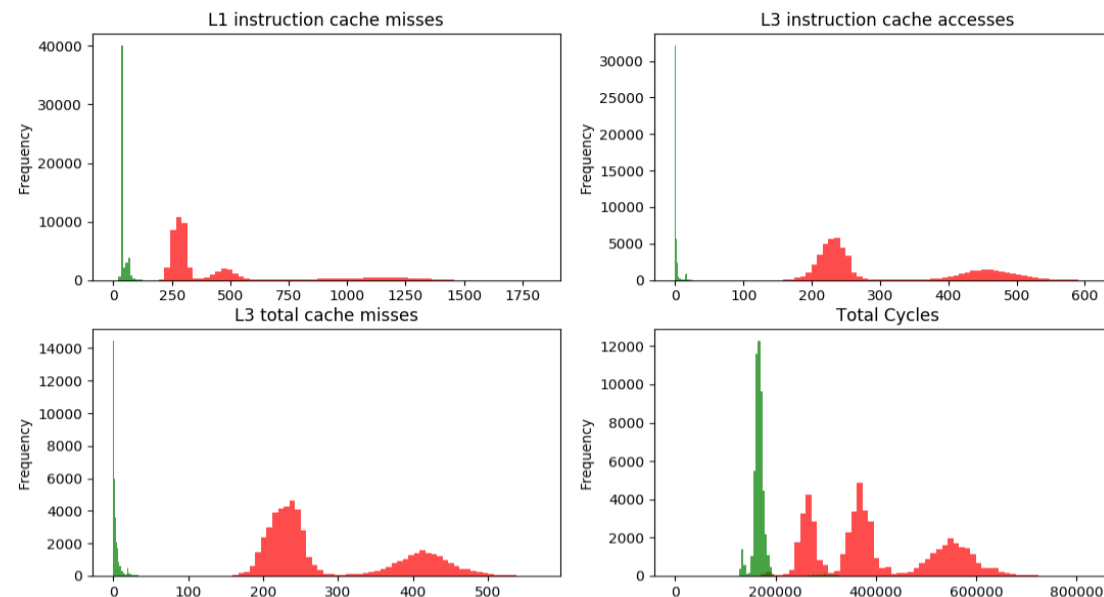 L1 instruction cache misses
Frequency
40000
30000
20000
10000
0
0 250 500 750 1000 1250 1500 1750
L3 instruction cache accesses
Frequency
30000
25000
20000
15000
10000
5000
0
0 100 200 300 400 500 600
L3 total cache misses
Frequency
14000
12000
10000
8000
6000
4000
2000
0
0 100 200 300 400 500
Total Cycles
Frequency
12000
10000
8000
6000
4000
2000
0
0 200000 400000 600000 800000